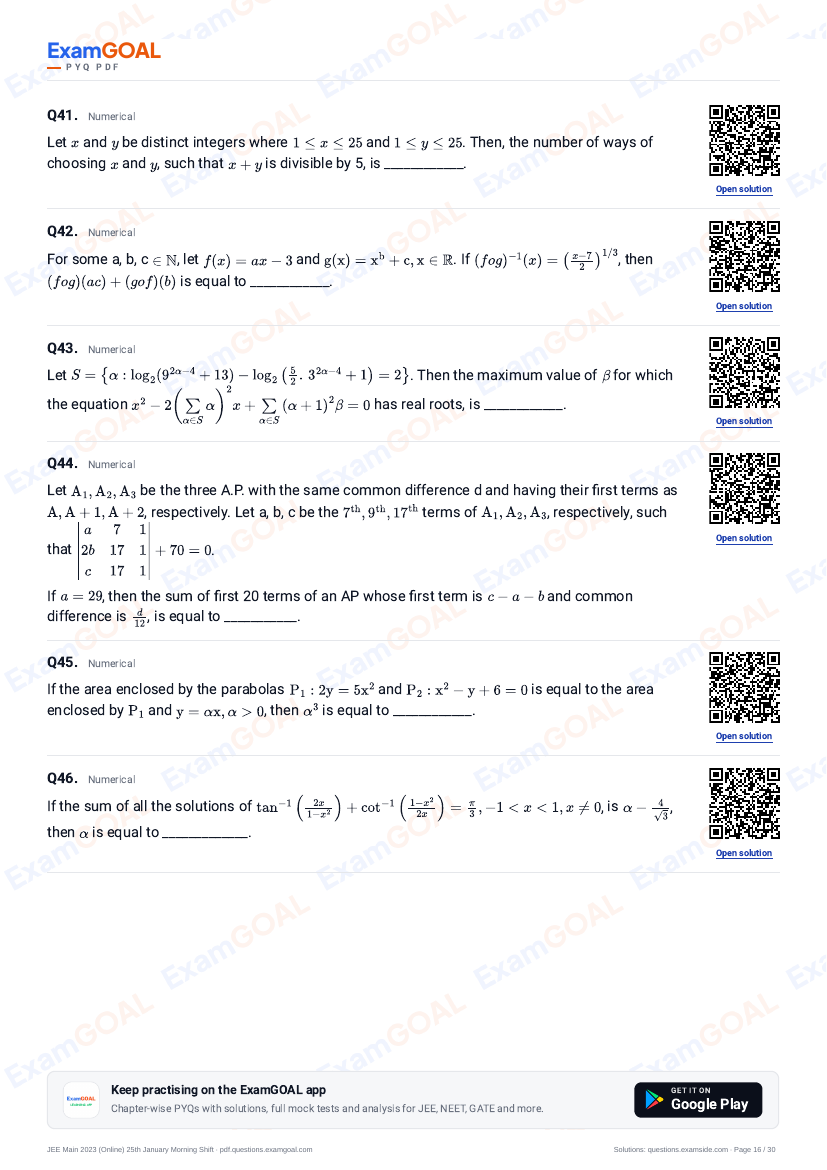 ExamGOAL
PYQ PDF
Q41. Numerical
Let x and y be distinct integers where 1 ≤ x ≤ 25 and 1 ≤ y ≤ 25. Then, the number of ways of
choosing x and y, such that x + y is divisible by 5, is ____________.
Open solution
Q42. Numerical
For some a, b, c ∈ ℕ, let f(x) = ax − 3 and g(x) = x^b + c, x ∈ ℝ. If (fog)^−1(x) = ((x−7)/2)^1/3, then
(fog)(ac) + (gof)(b) is equal to ____________.
Open solution
Q43. Numerical
Let S = {α : log₂(9^(2α−4) + 13) − log₂(5/2 . 3^(2α−4) + 1) = 2}. Then the maximum value of β for which
the equation x² − 2(∑_{α∈S} α)² x + ∑_{α∈S} (α + 1)²β = 0 has real roots, is ____________.
Open solution
Q44. Numerical
Let A₁, A₂, A₃ be the three A.P. with the same common difference d and having their first terms as
A, A + 1, A + 2, respectively. Let a, b, c be the 7^th, 9^th, 17^th terms of A₁, A₂, A₃, respectively, such
that |a 7 1; 2b 17 1; c 17 1| + 70 = 0.
If a = 29, then the sum of first 20 terms of an AP whose first term is c − a − b and common
difference is d/12, is equal to ___________.
Open solution
Q45. Numerical
If the area enclosed by the parabolas P₁ : 2y = 5x² and P₂ : x² − y + 6 = 0 is equal to the area
enclosed by P₁ and y = αx, α > 0, then α³ is equal to ____________.
Open solution
Q46. Numerical
If the sum of all the solutions of tan^−1(2x/(1−x²)) + cot^−1((1−x²)/2x) = π/3, −1 < x < 1, x ≠ 0, is α − 4/√3,
then α is equal to _____________.
Open solution
Keep practising on the ExamGOAL app
Chapter-wise PYQs with solutions, full mock tests and analysis for JEE, NEET, GATE and more.
GET IT ON
Google Play
JEE Main 2023 (Online) 25th January Morning Shift · pdf.questions.examgoal.com
Solutions: questions.examside.com · Page 16 / 30